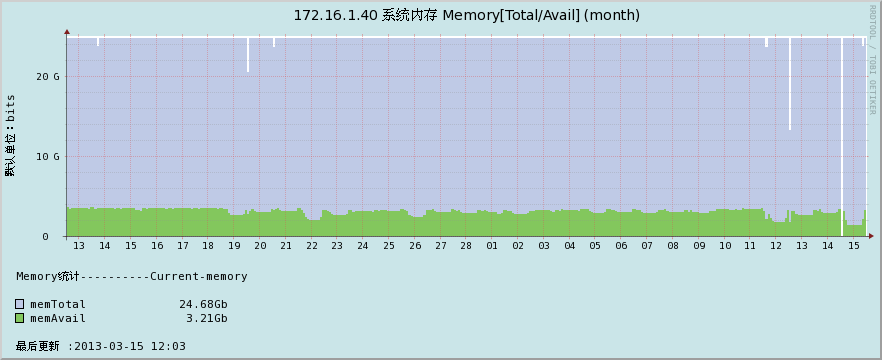 172.16.1.40 系统内存 Memory[Total/Avail] (month)
RRDTOOL / TOBI OETIKER
默认单位：bits
20 G
10 G
0
13 14 15 16 17 18 19 20 21 22 23 24 25 26 27 28 01 02 03 04 05 06 07 08 09 10 11 12 13 14 15
Memory统计----------Current-memory
memTotal 24.68Gb
memAvail 3.21Gb
最后更新 :2013-03-15 12:03